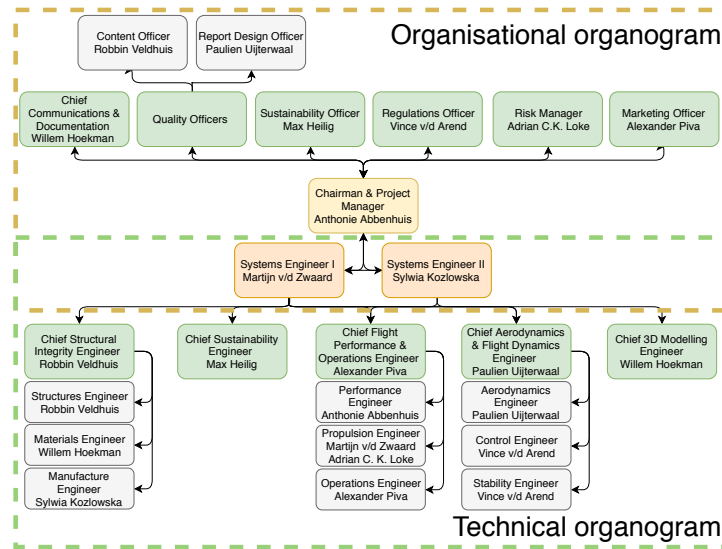 Content Officer
Robbin Veldhuis
Report Design Officer
Paulien Uijterwaal
Organisational organogram
Chief
Communications &
Documentation
Willem Hoekman
Quality Officers
Sustainability Officer
Max Heilig
Regulations Officer
Vince v/d Arend
Risk Manager
Adrian C.K. Loke
Marketing Officer
Alexander Piva
Chairman & Project
Manager
Anthonie Abbenhuis
Systems Engineer I
Martijn v/d Zwaard
Systems Engineer II
Sylwia Kozlowska
Chief Structural
Integrity Engineer
Robbin Veldhuis
Chief Sustainability
Engineer
Max Heilig
Chief Flight
Performance &
Operations Engineer
Alexander Piva
Chief Aerodynamics
& Flight Dynamics
Engineer
Paulien Uijterwaal
Chief 3D Modelling
Engineer
Willem Hoekman
Structures Engineer
Robbin Veldhuis
Materials Engineer
Willem Hoekman
Manufacture
Engineer
Sylwia Kozlowska
Performance
Engineer
Anthonie Abbenhuis
Propulsion Engineer
Martijn v/d Zwaard
Adrian C. K. Loke
Operations Engineer
Alexander Piva
Aerodynamics
Engineer
Paulien Uijterwaal
Control Engineer
Vince v/d Arend
Stability Engineer
Vince v/d Arend
Technical organogram